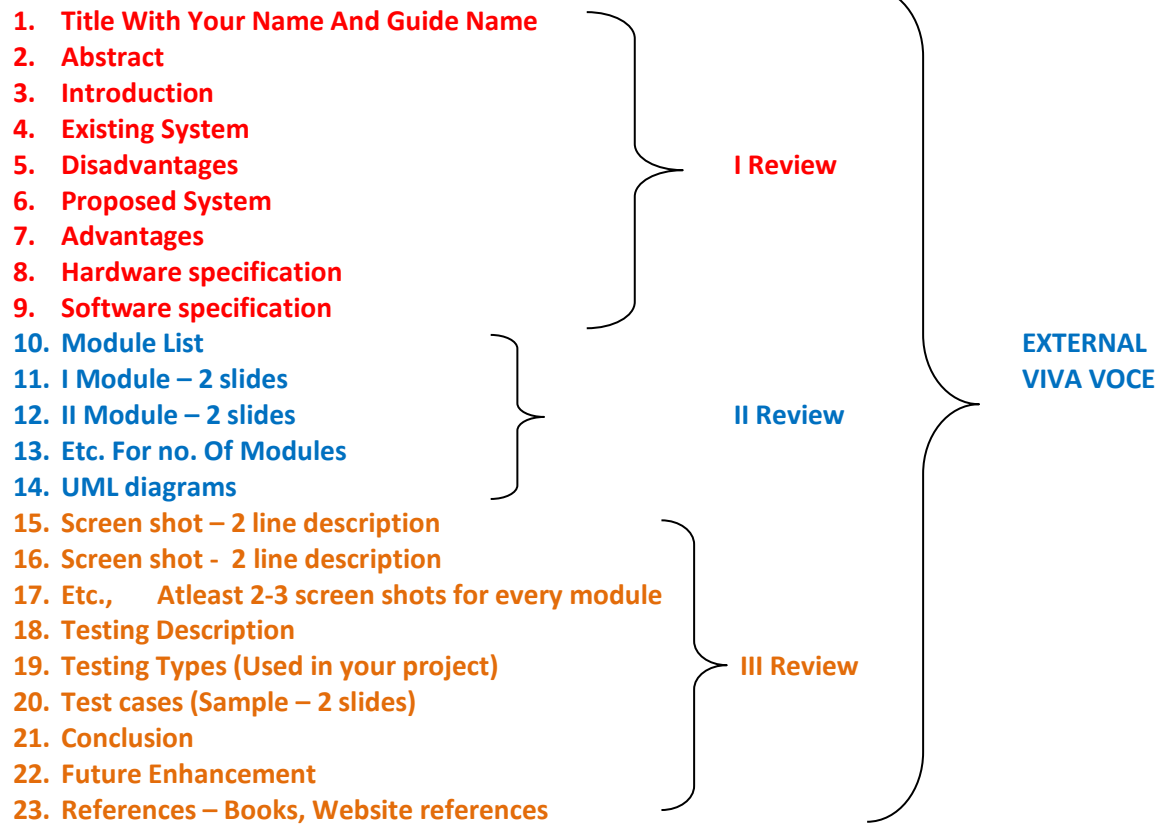 1. Title With Your Name And Guide Name
2. Abstract
3. Introduction
4. Existing System
5. Disadvantages
I Review
6. Proposed System
7. Advantages
8. Hardware specification
9. Software specification
10. Module List
EXTERNAL
11. I Module – 2 slides
VIVA VOCE
12. II Module – 2 slides
II Review
13. Etc. For no. Of Modules
14. UML diagrams
15. Screen shot – 2 line description
16. Screen shot - 2 line description
17. Etc., Atleast 2-3 screen shots for every module
18. Testing Description
19. Testing Types (Used in your project)
III Review
20. Test cases (Sample – 2 slides)
21. Conclusion
22. Future Enhancement
23. References – Books, Website references